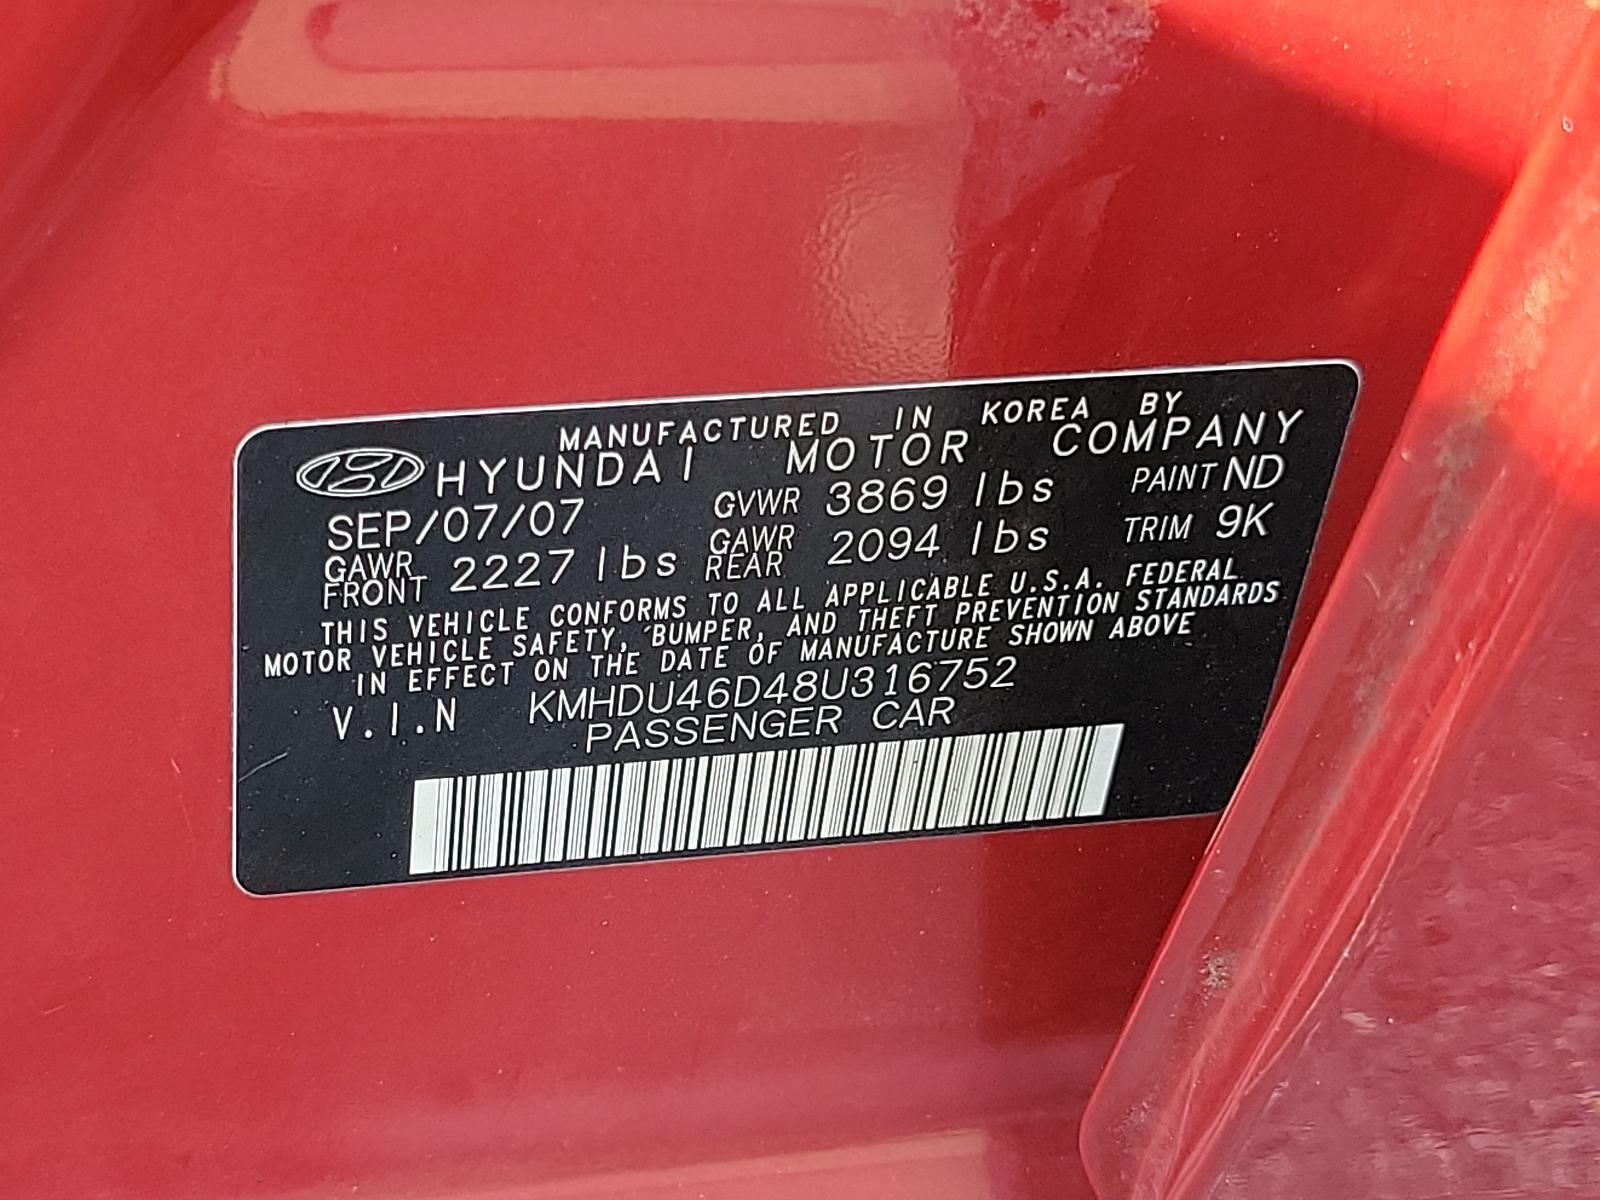 MANUFACTURED IN KOREA BY
HYUNDAI MOTOR COMPANY
SEP/07/07 GVWR 3869 lbs PAINT ND
GAWR FRONT 2227 lbs GAWR REAR 2094 lbs TRIM 9K
THIS VEHICLE CONFORMS TO ALL APPLICABLE U.S.A. FEDERAL
MOTOR VEHICLE SAFETY, BUMPER, AND THEFT PREVENTION STANDARDS
IN EFFECT ON THE DATE OF MANUFACTURE SHOWN ABOVE
V.I.N KMHDU46D48U316752
PASSENGER CAR